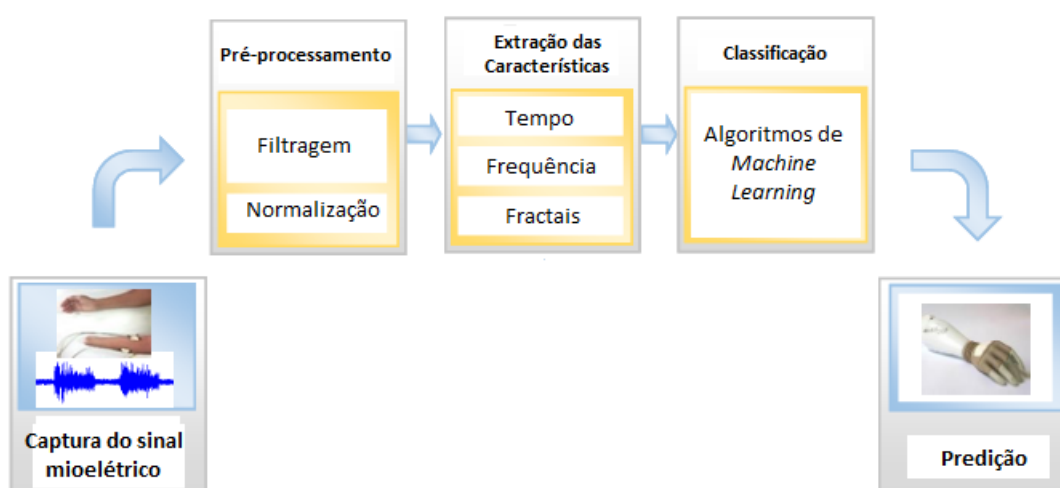 Pré-processamento
Filtragem
Normalização
Extração das
Características
Tempo
Frequência
Fractais
Classificação
Algoritmos de
Machine
Learning
Captura do sinal
mioelétrico
Predição